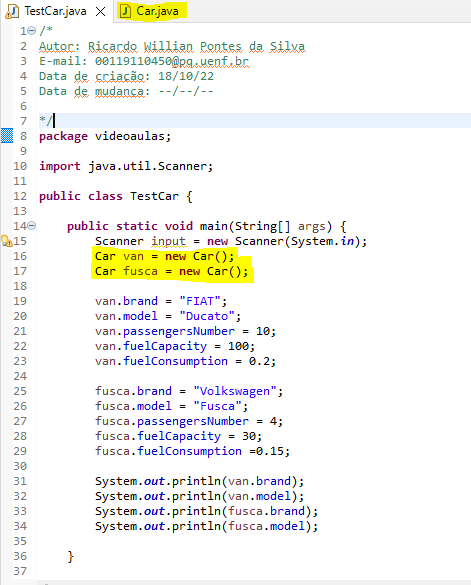 TestCar.java Car.java
1 /*
2 Autor: Ricardo Willian Pontes da Silva
3 E-mail: 00119110450@pq.uenf.br
4 Data de criação: 18/10/22
5 Data de mudança: --/--/--
6
7 */
8 package videoaulas;
9
10 import java.util.Scanner;
11
12 public class TestCar {
13
14 public static void main(String[] args) {
15 Scanner input = new Scanner(System.in);
16 Car van = new Car();
17 Car fusca = new Car();
18
19 van.brand = "FIAT";
20 van.model = "Ducato";
21 van.passengersNumber = 10;
22 van.fuelCapacity = 100;
23 van.fuelConsumption = 0.2;
24
25 fusca.brand = "Volkswagen";
26 fusca.model = "Fusca";
27 fusca.passengersNumber = 4;
28 fusca.fuelCapacity = 30;
29 fusca.fuelConsumption =0.15;
30
31 System.out.println(van.brand);
32 System.out.println(van.model);
33 System.out.println(fusca.brand);
34 System.out.println(fusca.model);
35
36 }
37